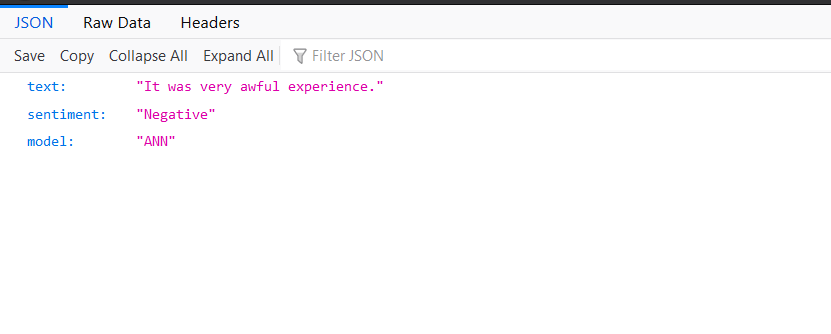 JSON Raw Data Headers
Save Copy Collapse All Expand All Filter JSON
text: "It was very awful experience."
sentiment: "Negative"
model: "ANN"